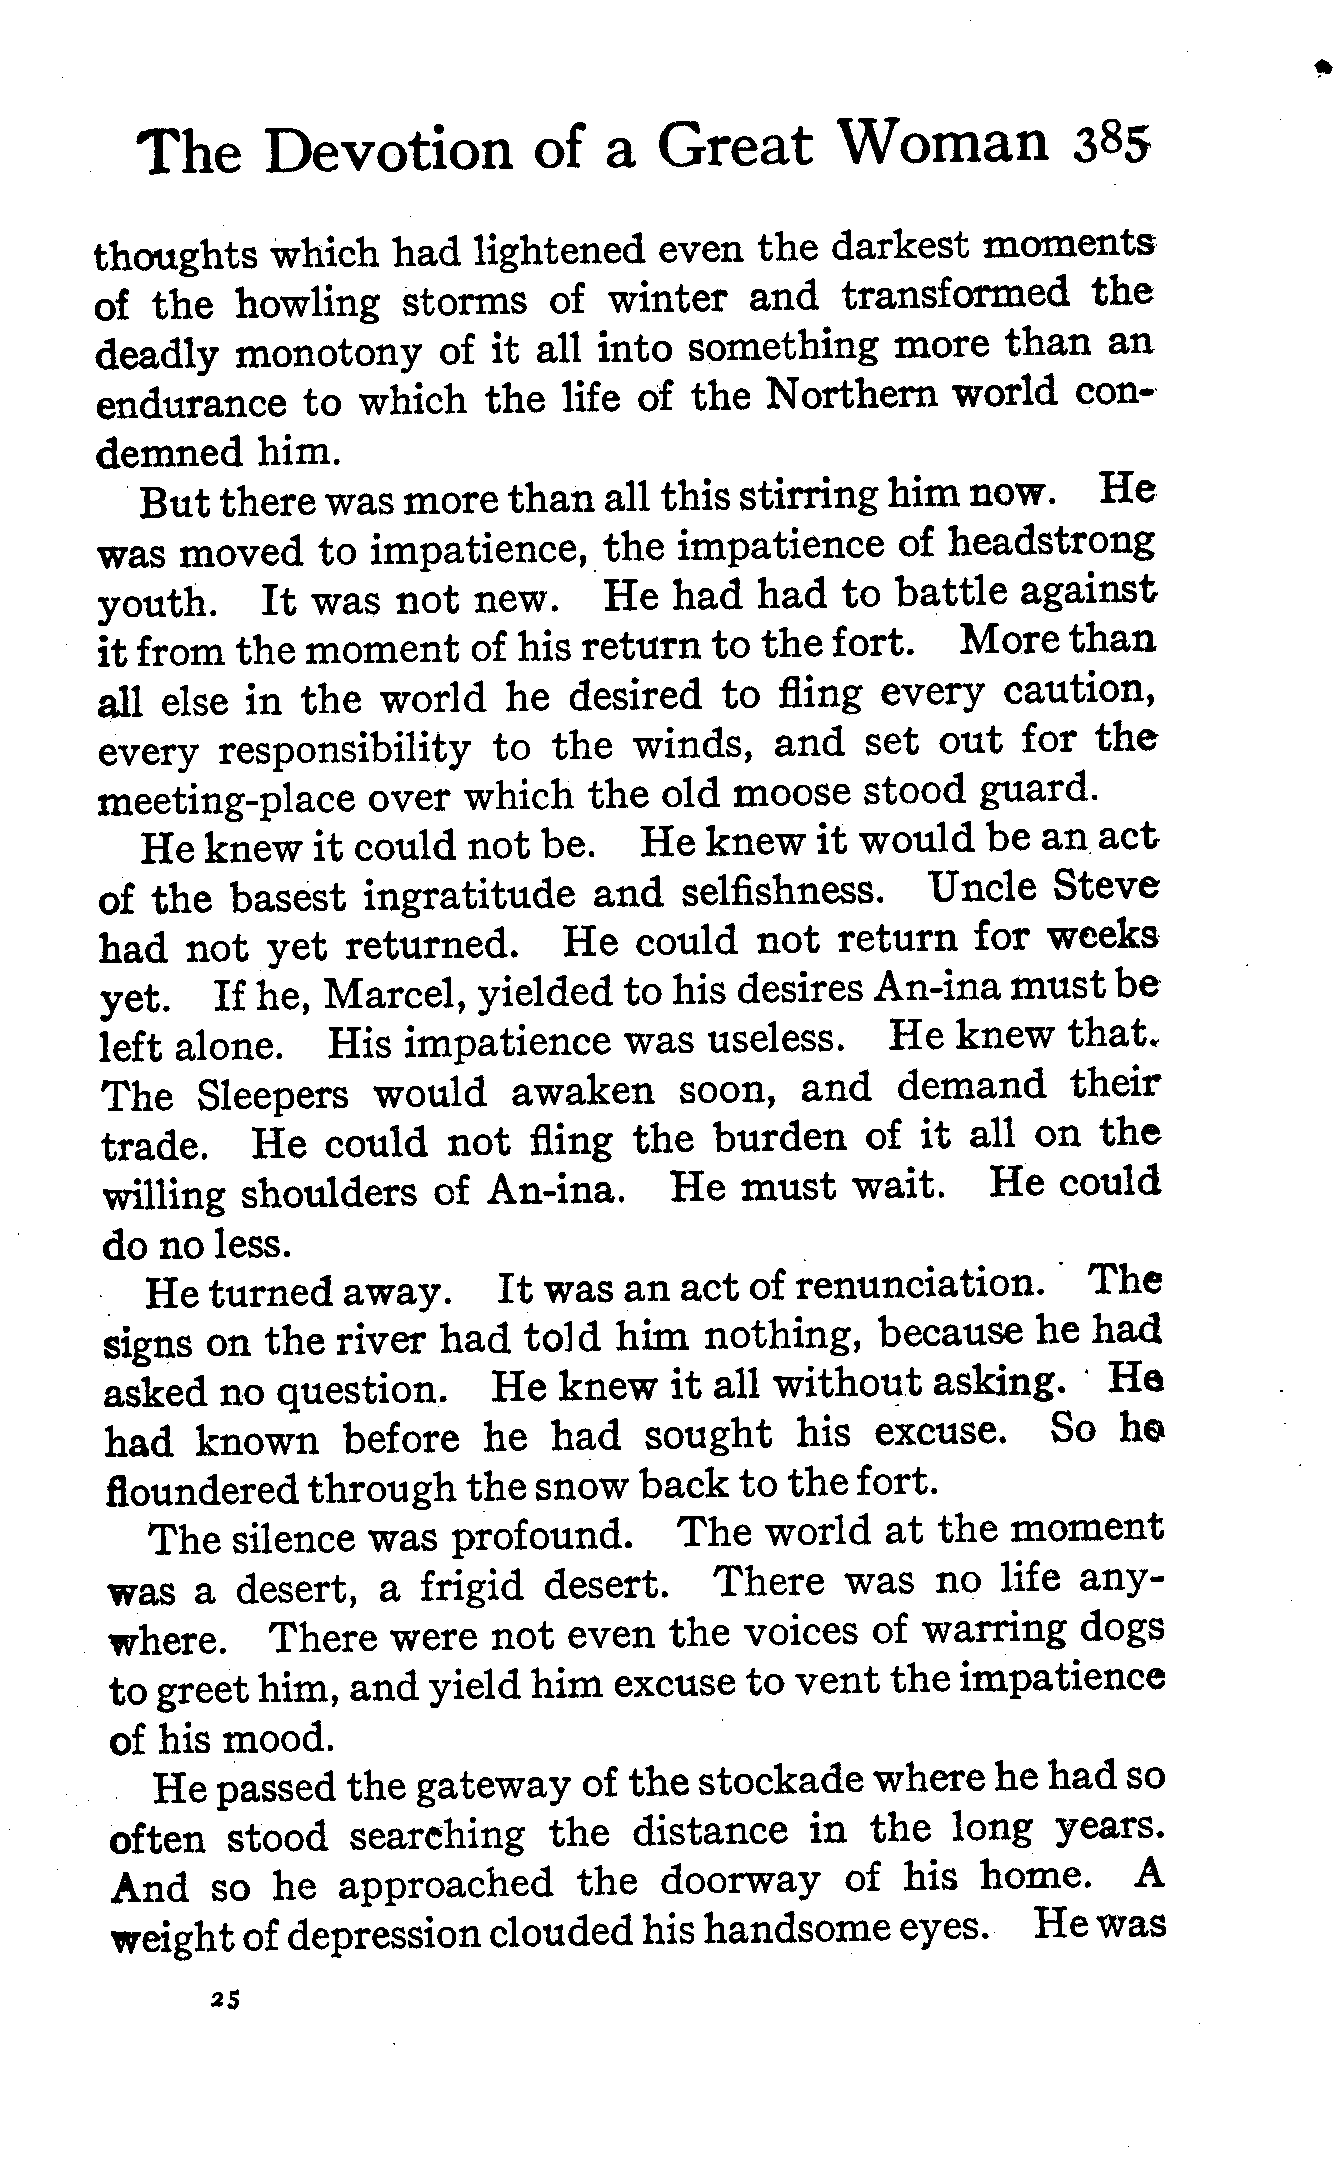 The Devotion of a Great Woman 385
thoughts which had lightened even the darkest moments
of the howling storms of winter and transformed the
deadly monotony of it all into something more than an
endurance to which the life of the Northern world con-
demned him.
But there was more than all this stirring him now. He
was moved to impatience, the impatience of headstrong
youth. It was not new. He had had to battle against
it from the moment of his return to the fort. More than
all else in the world he desired to fling every caution,
every responsibility to the winds, and set out for the
meeting-place over which the old moose stood guard.
He knew it could not be. He knew it would be an act
of the basest ingratitude and selfishness. Uncle Steve
had not yet returned. He could not return for weeks
yet. If he, Marcel, yielded to his desires An-ina must be
left alone. His impatience was useless. He knew that.
The Sleepers would awaken soon, and demand their
trade. He could not fling the burden of it all on the
willing shoulders of An-ina. He must wait. He could
do no less.
He turned away. It was an act of renunciation. The
signs on the river had told him nothing, because he had
asked no question. He knew it all without asking. He
had known before he had sought his excuse. So he
floundered through the snow back to the fort.
The silence was profound. The world at the moment
was a desert, a frigid desert. There was no life any-
where. There were not even the voices of warring dogs
to greet him, and yield him excuse to vent the impatience
of his mood.
He passed the gateway of the stockade where he had so
often stood searching the distance in the long years.
And so he approached the doorway of his home. A
weight of depression clouded his handsome eyes. He was
25